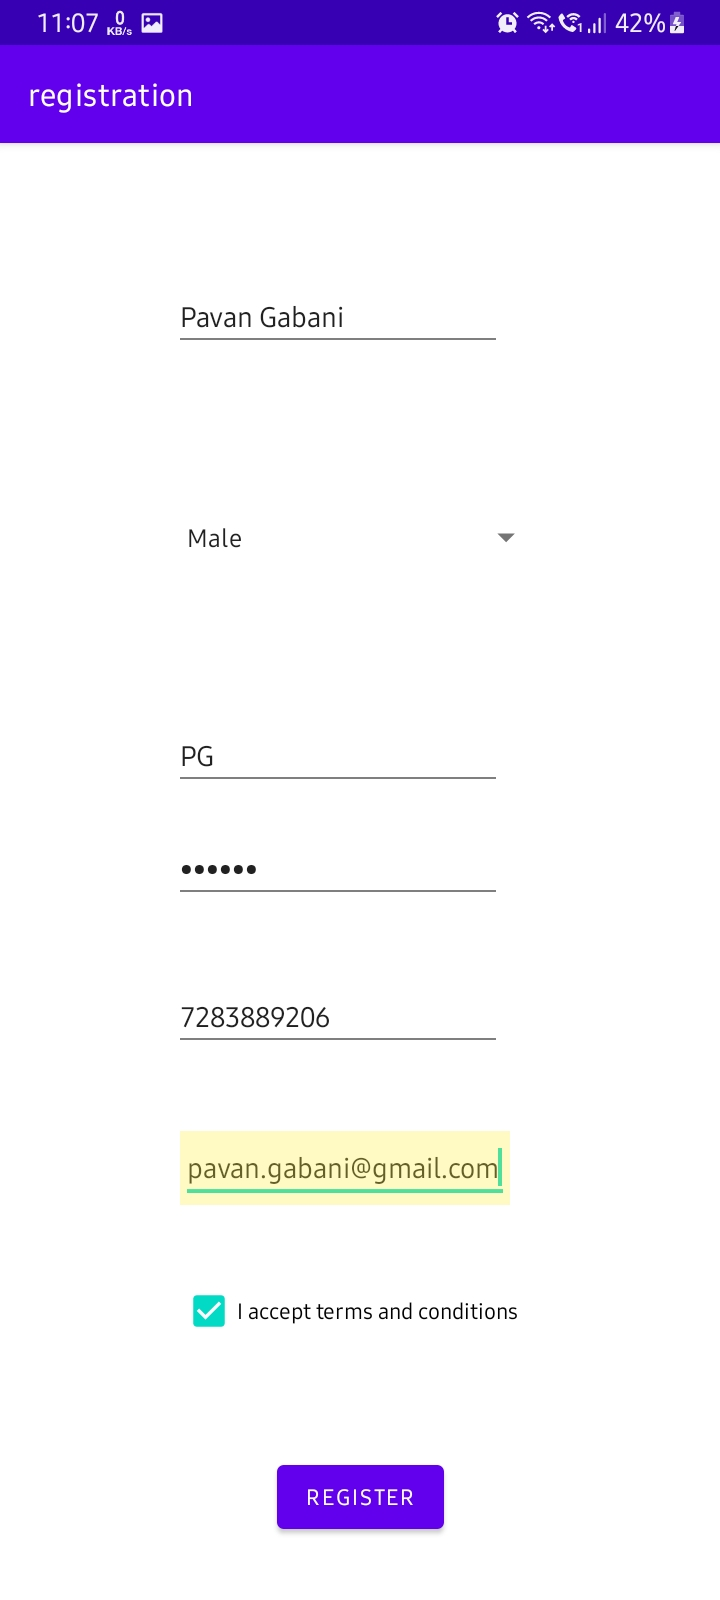 11:07 0 KB/s 1 42%
registration
Pavan Gabani
Male
PG
••••••
7283889206
pavan.gabani@gmail.com
I accept terms and conditions
REGISTER